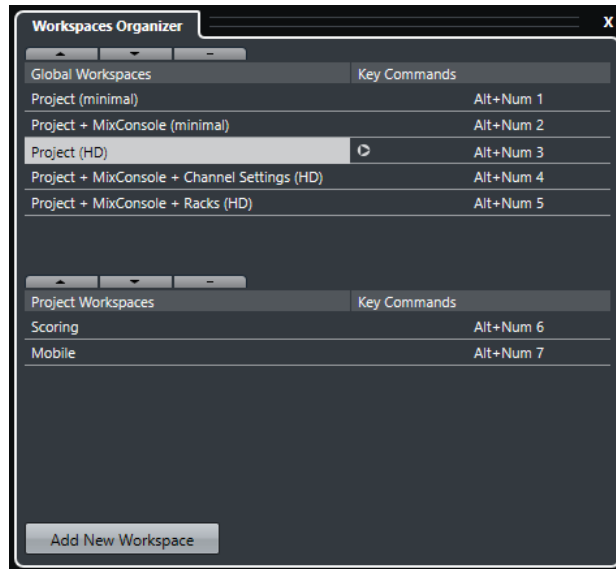 Workspaces Organizer X
Global Workspaces Key Commands
Project (minimal) Alt+Num 1
Project + MixConsole (minimal) Alt+Num 2
Project (HD) Alt+Num 3
Project + MixConsole + Channel Settings (HD) Alt+Num 4
Project + MixConsole + Racks (HD) Alt+Num 5
Project Workspaces Key Commands
Scoring Alt+Num 6
Mobile Alt+Num 7
Add New Workspace